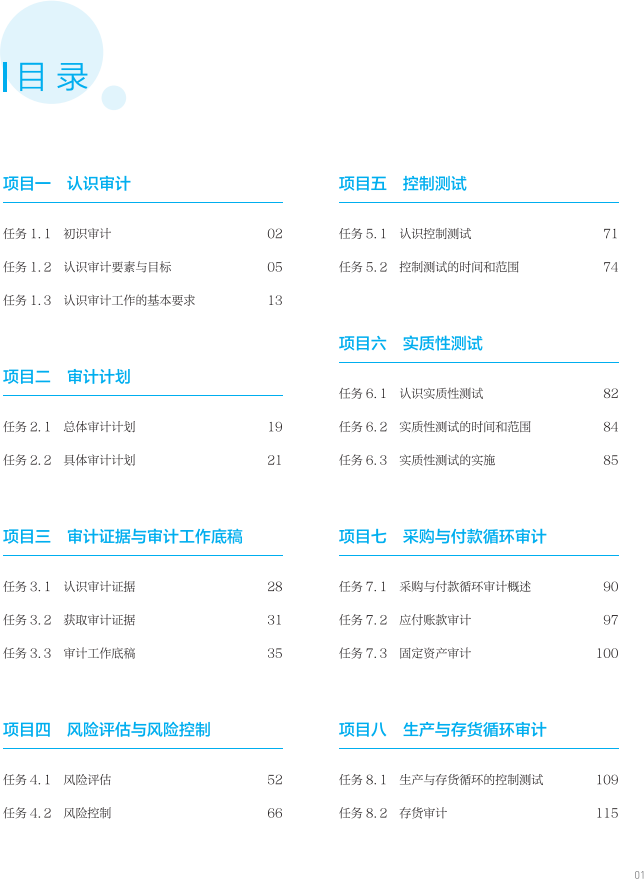 目录
项目一 认识审计
任务 1.1 初识审计 02
任务 1.2 认识审计要素与目标 05
任务 1.3 认识审计工作的基本要求 13
项目二 审计计划
任务 2.1 总体审计计划 19
任务 2.2 具体审计计划 21
项目三 审计证据与审计工作底稿
任务 3.1 认识审计证据 28
任务 3.2 获取审计证据 31
任务 3.3 审计工作底稿 35
项目四 风险评估与风险控制
任务 4.1 风险评估 52
任务 4.2 风险控制 66
项目五 控制测试
任务 5.1 认识控制测试 71
任务 5.2 控制测试的时间和范围 74
项目六 实质性测试
任务 6.1 认识实质性测试 82
任务 6.2 实质性测试的时间和范围 84
任务 6.3 实质性测试的实施 85
项目七 采购与付款循环审计
任务 7.1 采购与付款循环审计概述 90
任务 7.2 应付账款审计 97
任务 7.3 固定资产审计 100
项目八 生产与存货循环审计
任务 8.1 生产与存货循环的控制测试 109
任务 8.2 存货审计 115
01